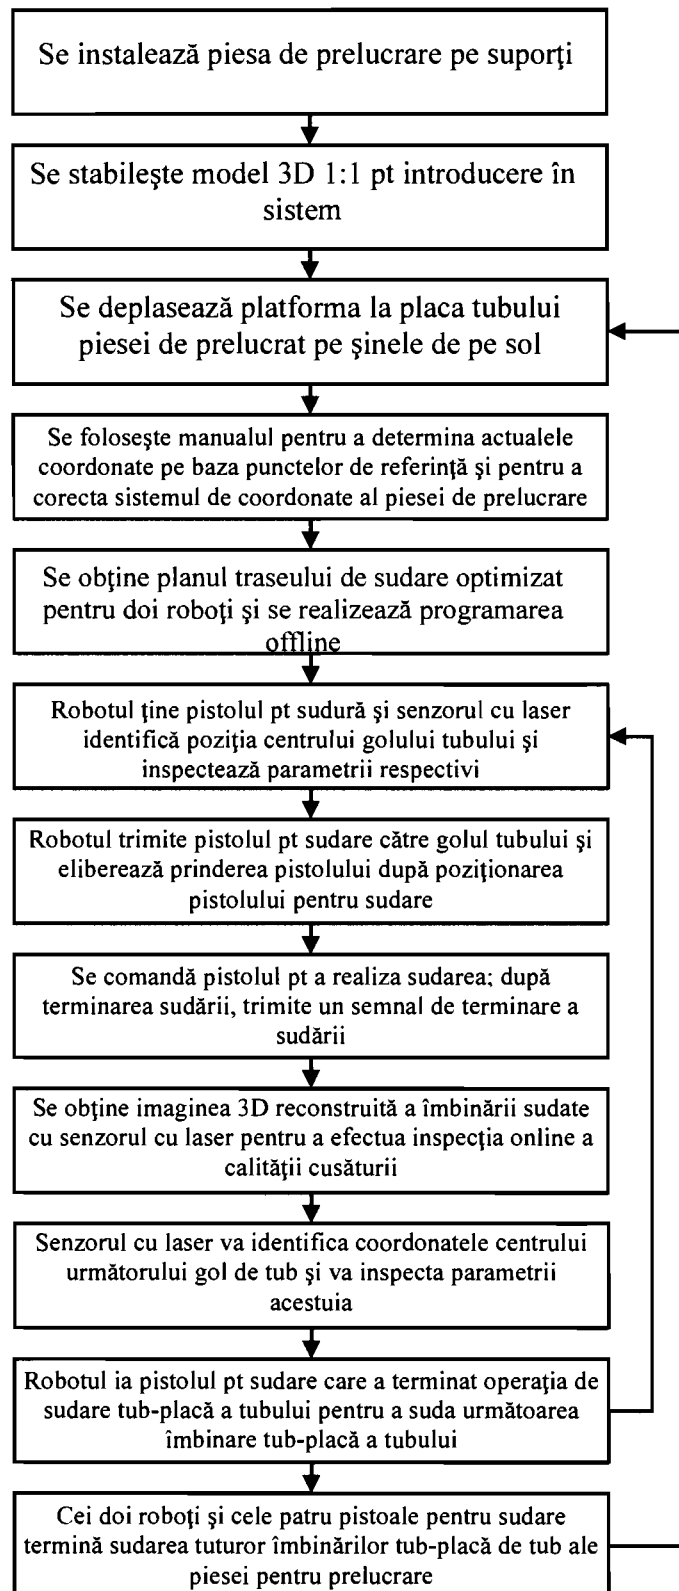 Se instalează piesa de prelucrare pe suporţi
Se stabileşte model 3D 1:1 pt introducere în
sistem
Se deplasează platforma la placa tubului
piesei de prelucrat pe şinele de pe sol
Se foloseşte manualul pentru a determina actualele
coordonate pe baza punctelor de referinţă şi pentru a
corecta sistemul de coordonate al piesei de prelucrare
Se obţine planul traseului de sudare optimizat
pentru doi roboţi şi se realizează programarea
offline
Robotul ţine pistolul pt sudură şi senzorul cu laser
identifică poziţia centrului golului tubului şi
inspectează parametrii respectivi
Robotul trimite pistolul pt sudare către golul tubului şi
eliberează prinderea pistolului după poziţionarea
pistolului pentru sudare
Se comandă pistolul pt a realiza sudarea; după
terminarea sudării, trimite un semnal de terminare a
sudării
Se obţine imaginea 3D reconstruită a îmbinării sudate
cu senzorul cu laser pentru a efectua inspecţia online a
calităţii cusăturii
Senzorul cu laser va identifica coordonatele centrului
următorului gol de tub şi va inspecta parametrii
acestuia
Robotul ia pistolul pt sudare care a terminat operaţia de
sudare tub-placă a tubului pentru a suda următoarea
îmbinare tub-placă a tubului
Cei doi roboţi şi cele patru pistoale pentru sudare
termină sudarea tuturor îmbinărilor tub-placă de tub ale
piesei pentru prelucrare